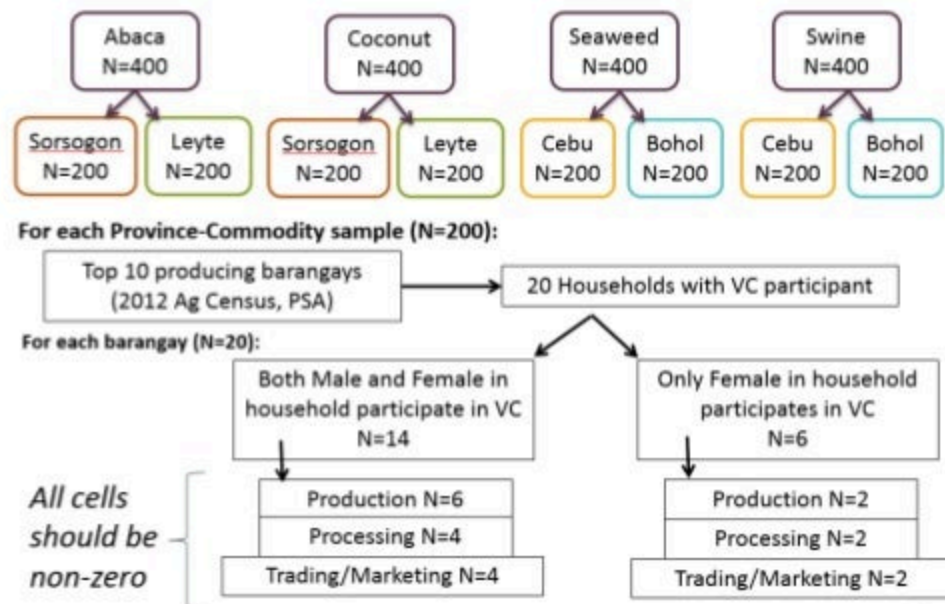 Abaca
N=400
Coconut
N=400
Seaweed
N=400
Swine
N=400
Sorsogon
N=200
Leyte
N=200
Sorsogon
N=200
Leyte
N=200
Cebu
N=200
Bohol
N=200
Cebu
N=200
Bohol
N=200
For each Province-Commodity sample (N=200):
Top 10 producing barangays
(2012 Ag Census, PSA)
20 Households with VC participant
For each barangay (N=20):
Both Male and Female in
household participate in VC
N=14
Only Female in household
participates in VC
N=6
All cells
should be
non-zero
Production N=6
Processing N=4
Trading/Marketing N=4
Production N=2
Processing N=2
Trading/Marketing N=2